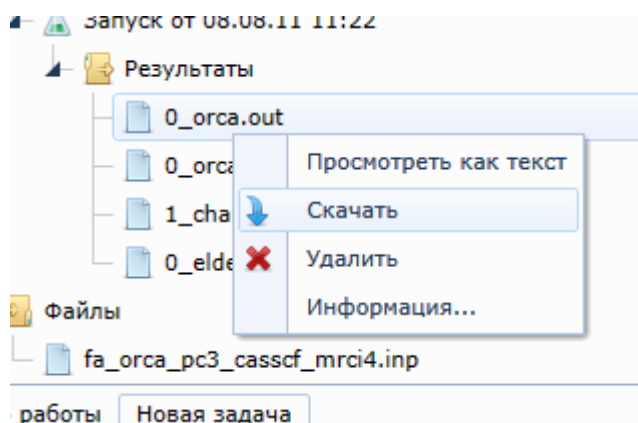 Запуск от 08.08.11 11:22
Результаты
0_orca.out
0_orca
Просмотреть как текст
1_cha
Скачать
0_elde
Удалить
Информация...
Файлы
fa_orca_pc3_casscf_mrci4.inp
работы
Новая задача